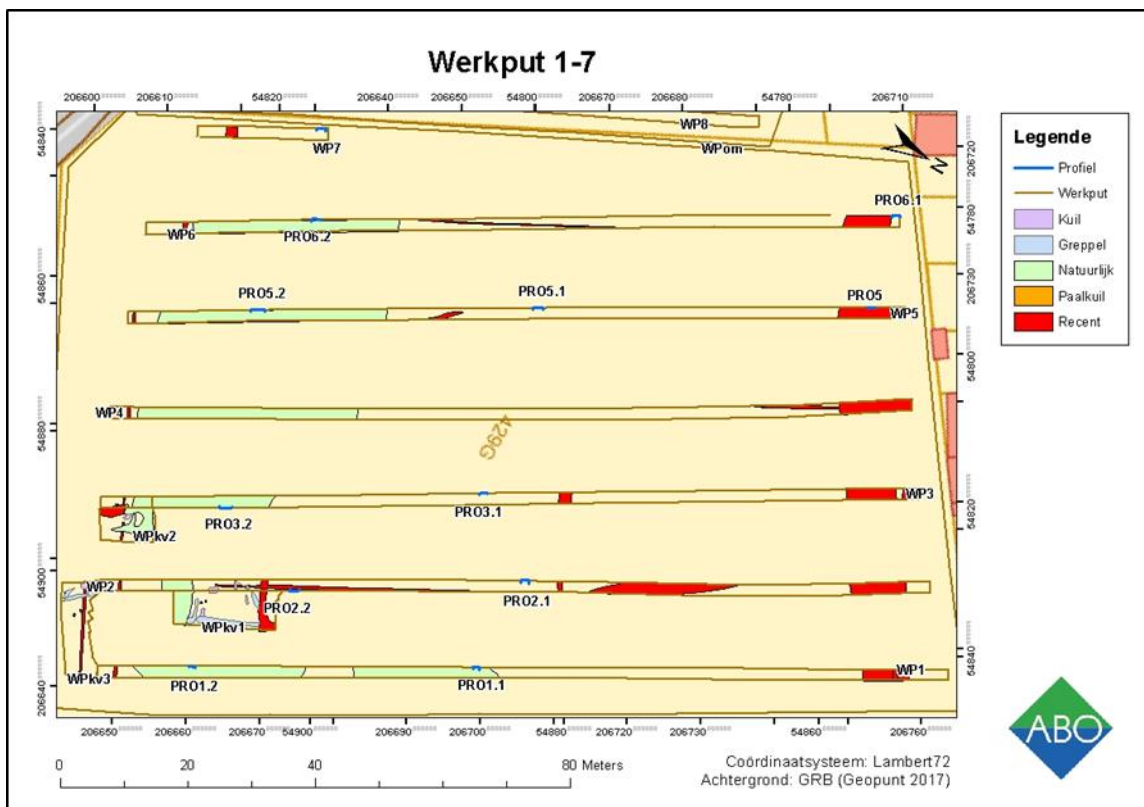 Werkput 1-7
206600 206610 54820 206640 206650 54800 206670 206680 54780 206710
54840
WP8
WP7
WPom
206720
N
WP6
PRO6.2
PRO6.1
54780
206730
54860
PRO5.2
PRO5.1
PRO5
WP5
54800
WP4
54880
429G
WP3
PRO3.2
PRO3.1
WPkv2
54820
54900
WP2
PRO2.2
PRO2.1
WPkv1
54840
WPkv3
PRO1.2
PRO1.1
WP1
206640
206650 206660 206670 54900 206690 206700 54880 206720 206730 54860 206760
0 20 40 80 Meters
Coördinaatsysteem: Lambert72
Achtergrond: GRB (Geopunt 2017)
Legende
Profiel
Werkput
Kuil
Greppel
Natuurlijk
Paalkuil
Recent
ABO